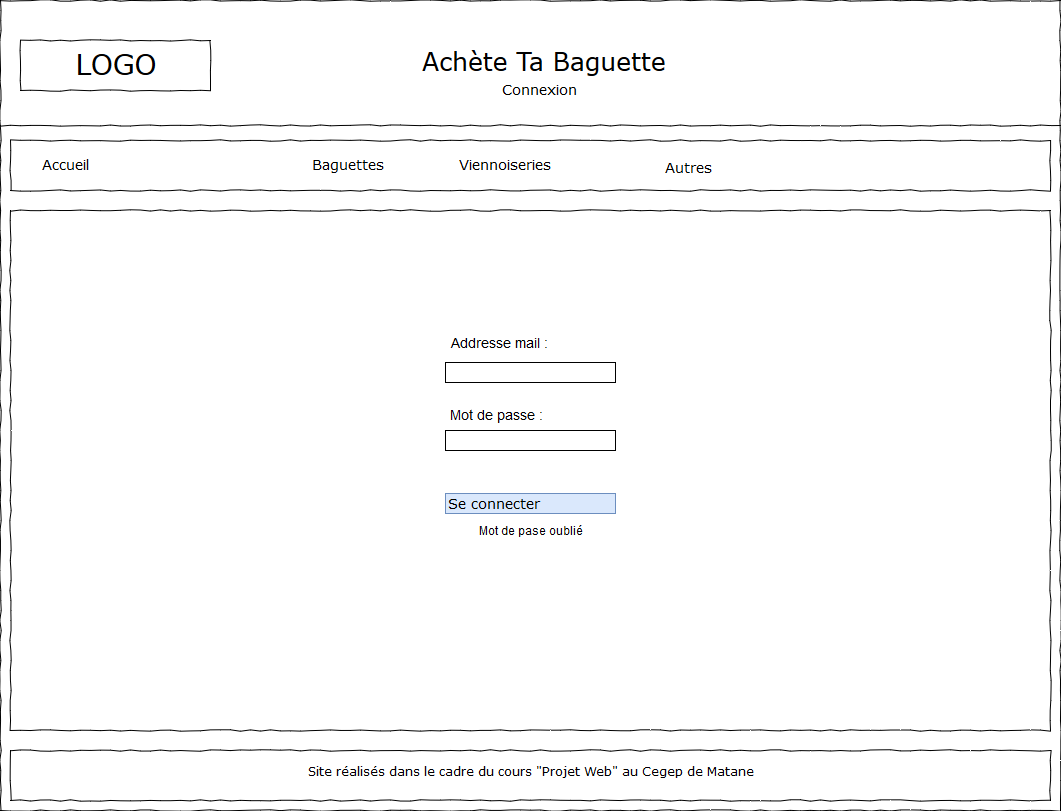 LOGO
Achète Ta Baguette
Connexion
Accueil Baguettes Viennoiseries Autres
Addresse mail :
Mot de passe :
Se connecter
Mot de pase oublié
Site réalisés dans le cadre du cours "Projet Web" au Cegep de Matane